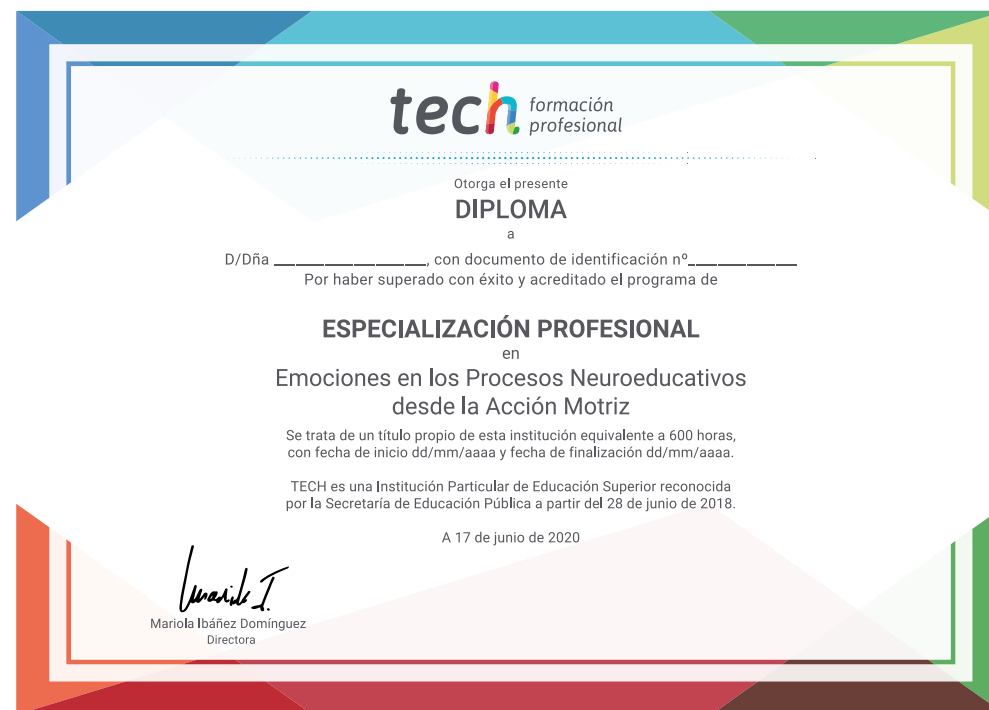 tech formación
profesional
Otorga el presente
DIPLOMA
a
D/Dña ______________, con documento de identificación nº__________
Por haber superado con éxito y acreditado el programa de
ESPECIALIZACIÓN PROFESIONAL
en
Emociones en los Procesos Neuroeducativos
desde la Acción Motriz
Se trata de un título propio de esta institución equivalente a 600 horas,
con fecha de inicio dd/mm/aaaa y fecha de finalización dd/mm/aaaa.
TECH es una Institución Particular de Educación Superior reconocida
por la Secretaría de Educación Pública a partir del 28 de junio de 2018.
A 17 de junio de 2020
Mariola Ibáñez Domínguez
Directora